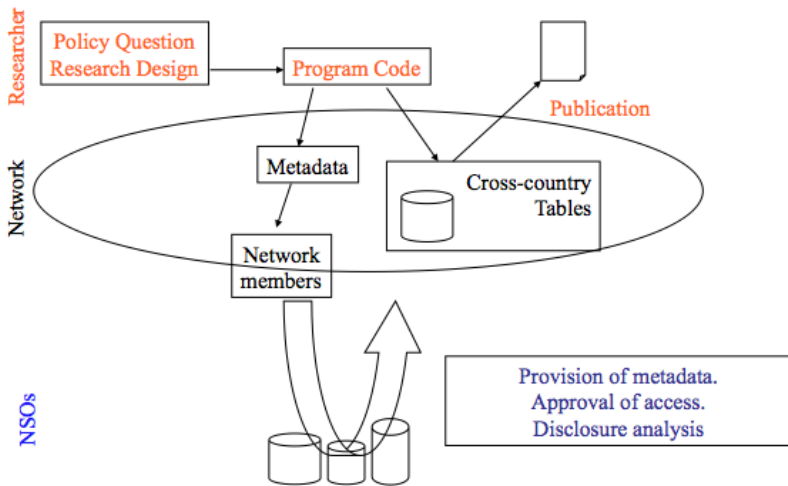 Researcher
Policy Question
Research Design
Program Code
Publication
Network
Metadata
Cross-country
Tables
Network
members
NSOs
Provision of metadata.
Approval of access.
Disclosure analysis